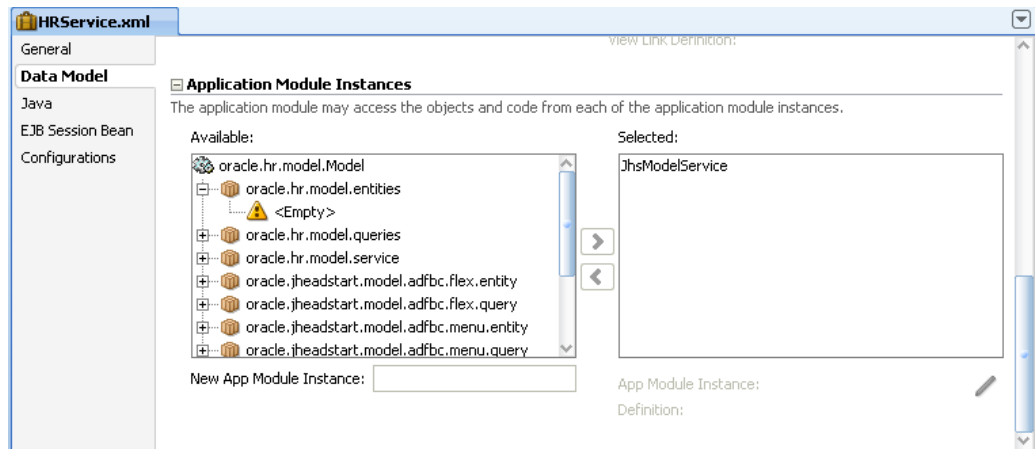 HRService.xml
General
Data Model
Java
EJB Session Bean
Configurations
View Link Definition:
Application Module Instances
The application module may access the objects and code from each of the application module instances.
Available:
oracle.hr.model.Model
oracle.hr.model.entities
<Empty>
oracle.hr.model.queries
oracle.hr.model.service
oracle.jheadstart.model.adfbc.flex.entity
oracle.jheadstart.model.adfbc.flex.query
oracle.jheadstart.model.adfbc.menu.entity
oracle.jheadstart.model.adfbc.menu.query
New App Module Instance:
Selected:
JhsModelService
App Module Instance:
Definition: